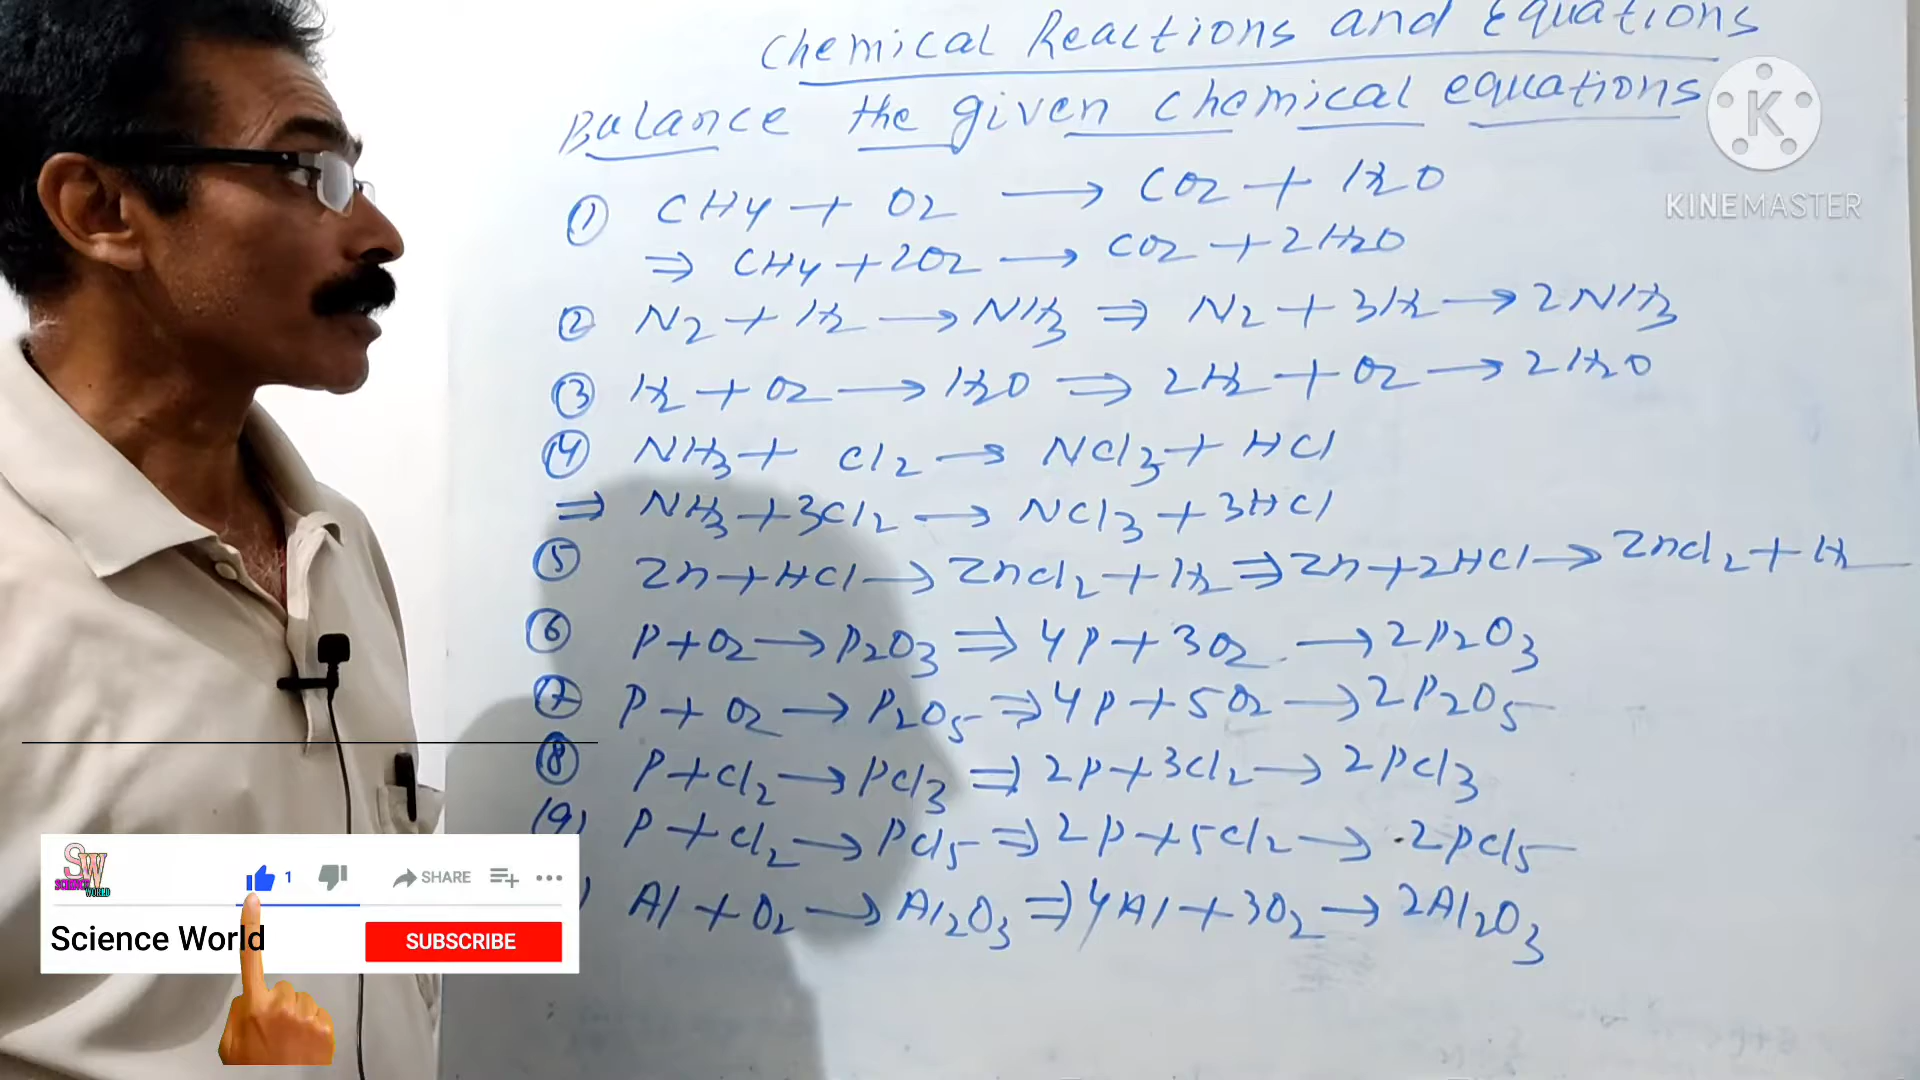 Chemical Reactions and Equations
Balance the given chemical equations
① CH4 + O2 → CO2 + H2O
⇒ CH4 + 2O2 → CO2 + 2H2O
② N2 + H2 → NH3 ⇒ N2 + 3H2 → 2NH3
③ H2 + O2 → H2O ⇒ 2H2 + O2 → 2H2O
④ NH3 + Cl2 → NCl3 + HCl
⇒ NH3 + 3Cl2 → NCl3 + 3HCl
⑤ Zn + HCl → ZnCl2 + H2 ⇒ Zn + 2HCl → ZnCl2 + H2
⑥ P + O2 → P2O3 ⇒ 4P + 3O2 → 2P2O3
⑦ P + O2 → P2O5 ⇒ 4P + 5O2 → 2P2O5
⑧ P + Cl2 → PCl3 ⇒ 2P + 3Cl2 → 2PCl3
(9) P + Cl2 → PCl5 ⇒ 2P + 5Cl2 → 2PCl5
) Al + O2 → Al2O3 ⇒ 4Al + 3O2 → 2Al2O3
K
KINEMASTER
SW
SCIENCE WORLD
1
SHARE
Science World
SUBSCRIBE